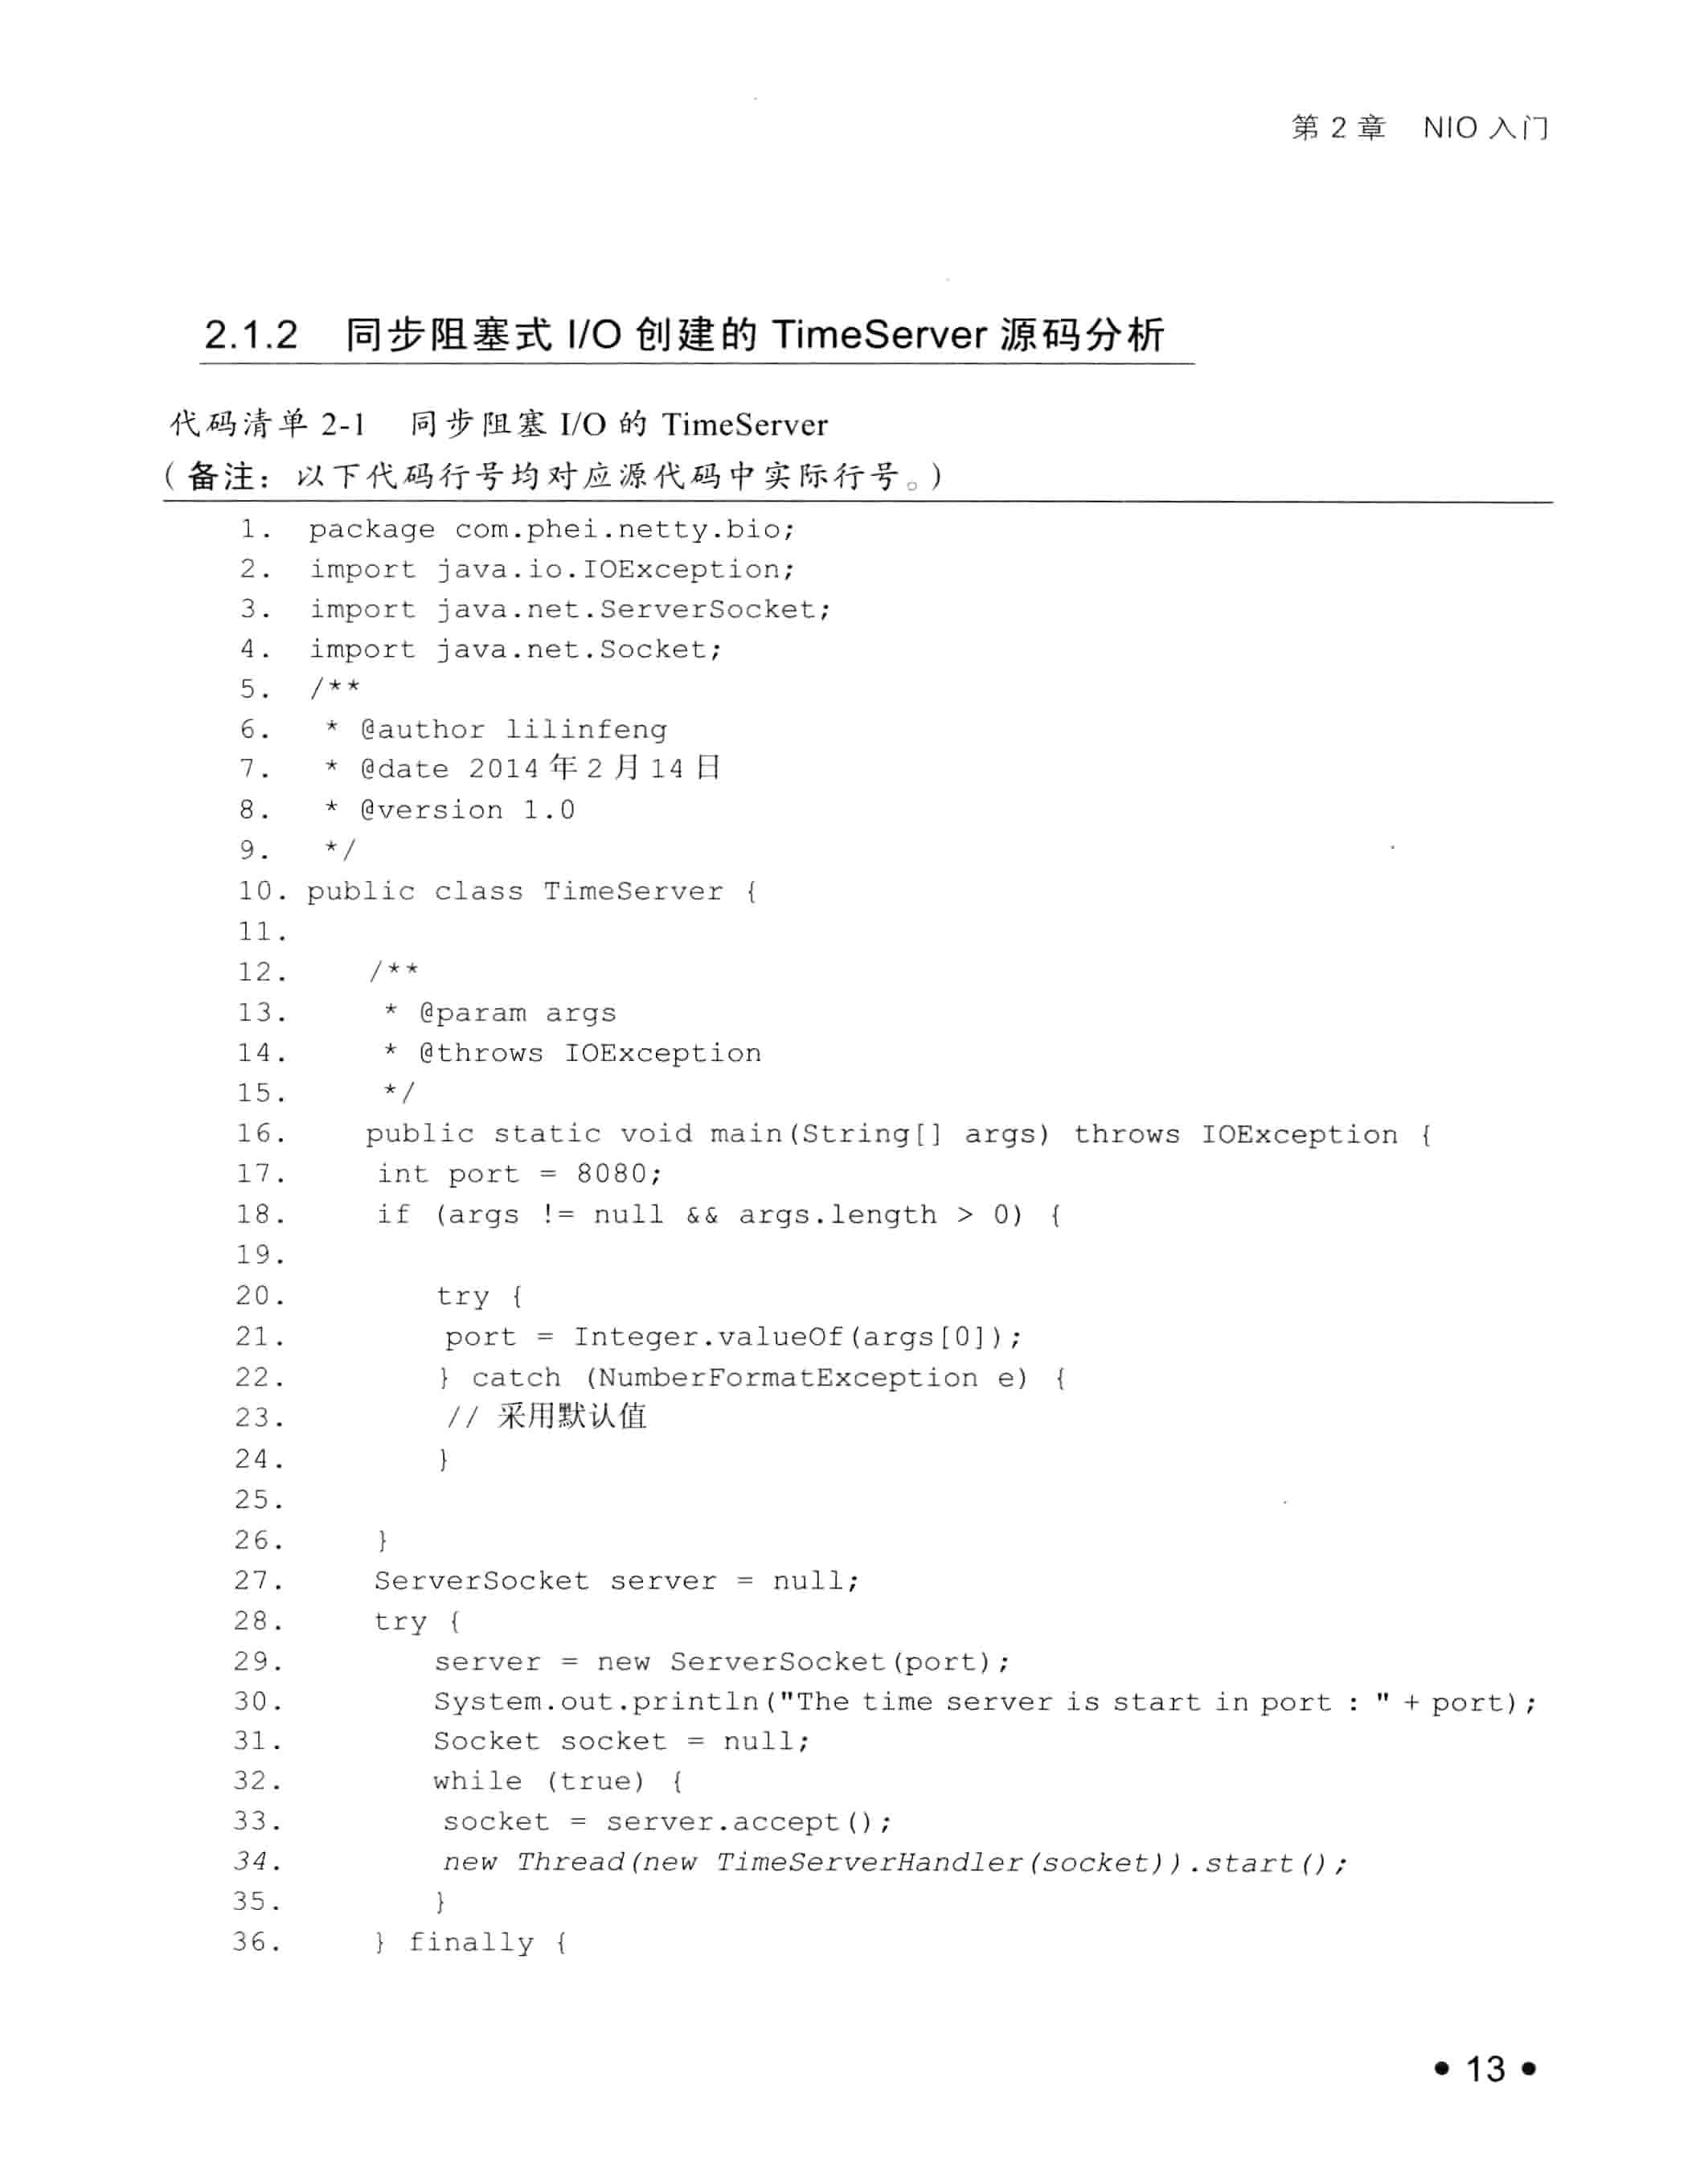 第 2 章 NIO 入门
2.1.2 同步阻塞式 I/O 创建的 TimeServer 源码分析
代码清单 2-1 同步阻塞 I/O 的 TimeServer
（备注：以下代码行号均对应源代码中实际行号。）
1. package com.phei.netty.bio;
2. import java.io.IOException;
3. import java.net.ServerSocket;
4. import java.net.Socket;
5. /**
6.  * @author lilinfeng
7.  * @date 2014 年 2 月 14 日
8.  * @version 1.0
9.  */
10. public class TimeServer {
11.
12.     /**
13.      * @param args
14.      * @throws IOException
15.      */
16.     public static void main(String[] args) throws IOException {
17.      int port = 8080;
18.      if (args != null && args.length > 0) {
19.
20.          try {
21.           port = Integer.valueOf(args[0]);
22.          } catch (NumberFormatException e) {
23.           // 采用默认值
24.          }
25.
26.      }
27.      ServerSocket server = null;
28.      try {
29.          server = new ServerSocket(port);
30.          System.out.println("The time server is start in port : " + port);
31.          Socket socket = null;
32.          while (true) {
33.           socket = server.accept();
34.           new Thread(new TimeServerHandler(socket)).start();
35.          }
36.      } finally {
• 13 •